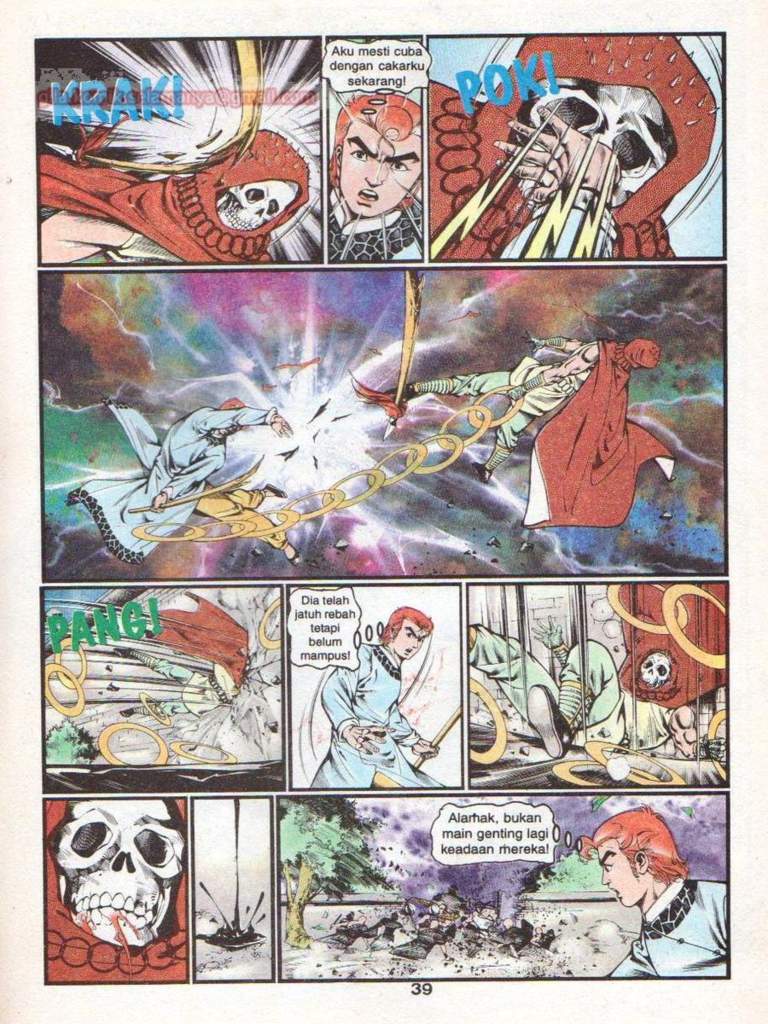 KRAK!
Aku mesti cuba
dengan cakarku
sekarang!
POK!
PANG!
Dia telah
jatuh rebah
tetapi
belum
mampus!
Alamak, bukan
main genting lagi
keadaan mereka!
39